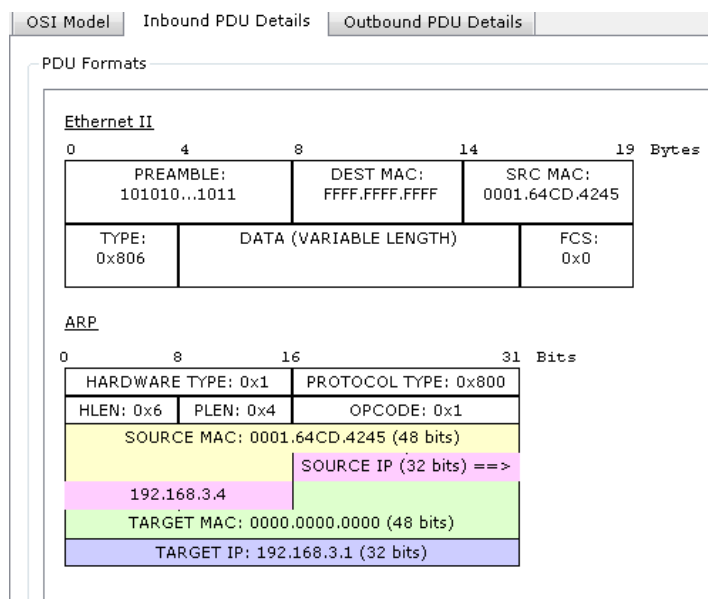 OSI Model Inbound PDU Details Outbound PDU Details
PDU Formats
Ethernet II
0 4 8 14 19 Bytes
PREAMBLE: DEST MAC: SRC MAC:
101010...1011 FFFF.FFFF.FFFF 0001.64CD.4245
TYPE: DATA (VARIABLE LENGTH) FCS:
0x806 0x0
ARP
0 8 16 31 Bits
HARDWARE TYPE: 0x1 PROTOCOL TYPE: 0x800
HLEN: 0x6 PLEN: 0x4 OPCODE: 0x1
SOURCE MAC: 0001.64CD.4245 (48 bits)
SOURCE IP (32 bits) ==>
192.168.3.4
TARGET MAC: 0000.0000.0000 (48 bits)
TARGET IP: 192.168.3.1 (32 bits)